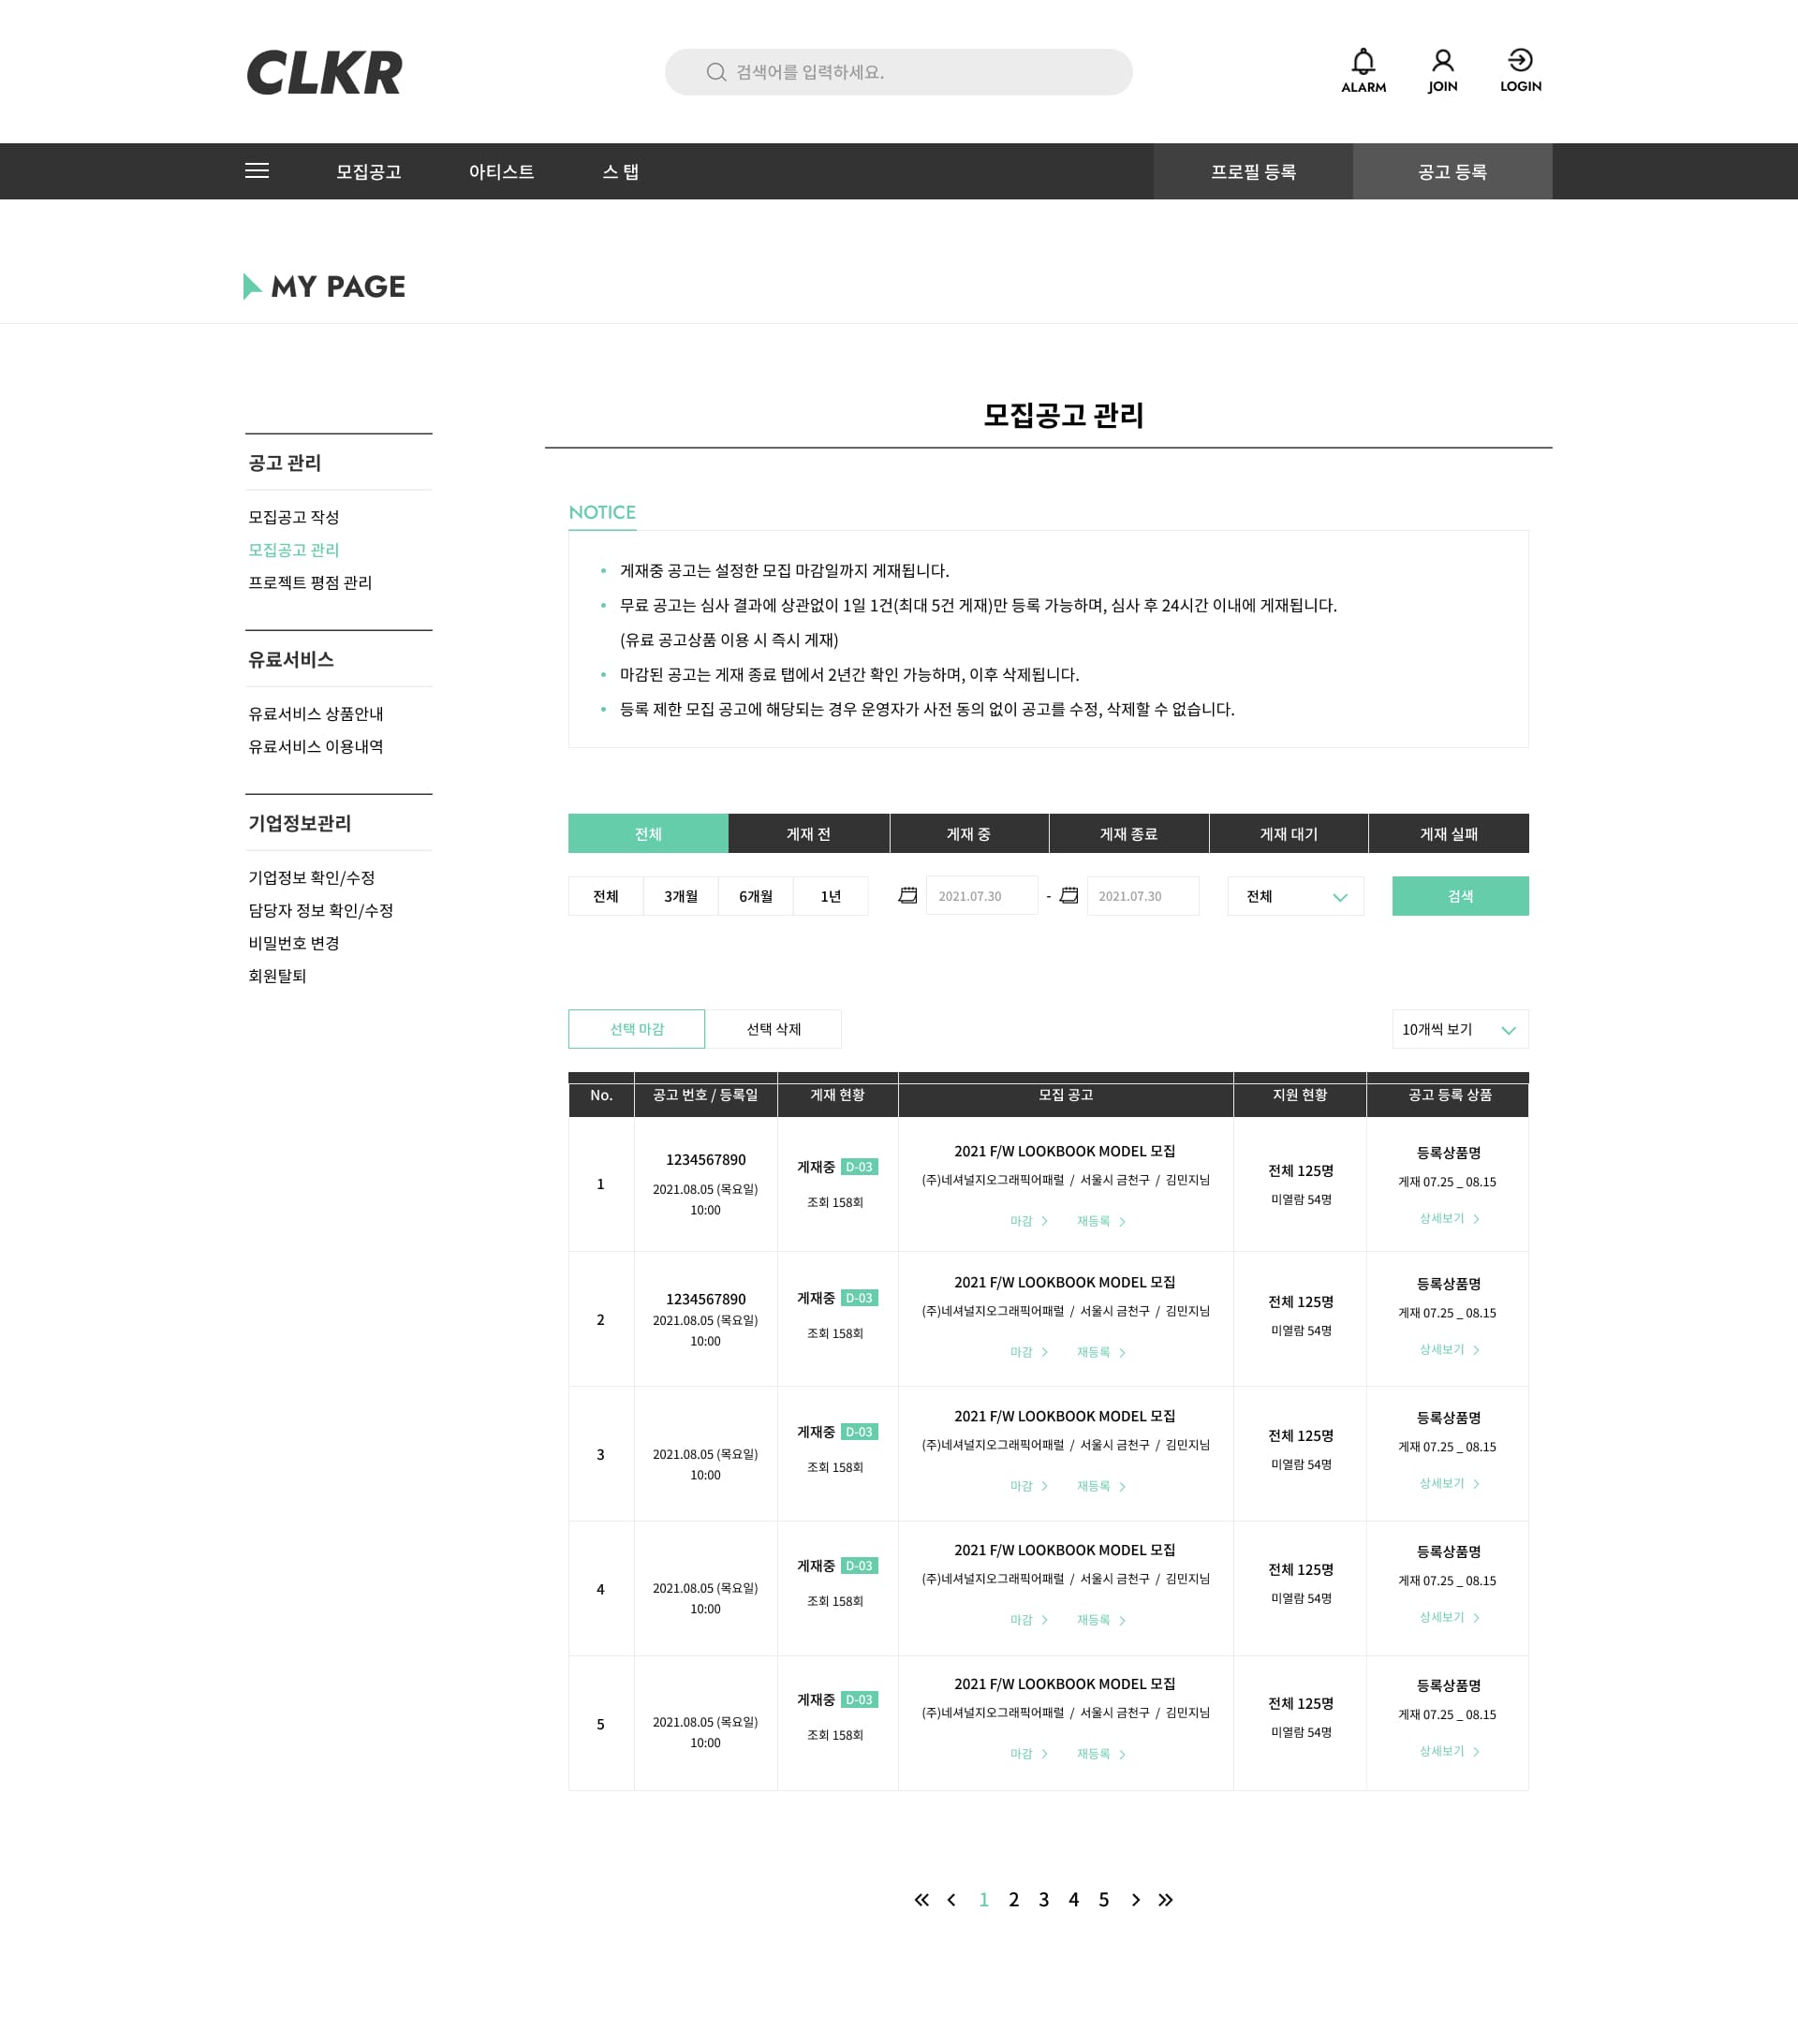 CLKR
검색어를 입력하세요.
ALARM
JOIN
LOGIN
모집공고
아티스트
스 탭
프로필 등록
공고 등록
MY PAGE
공고 관리
모집공고 작성
모집공고 관리
프로젝트 평점 관리
유료서비스
유료서비스 상품안내
유료서비스 이용내역
기업정보관리
기업정보 확인/수정
담당자 정보 확인/수정
비밀번호 변경
회원탈퇴
모집공고 관리
NOTICE
게재중 공고는 설정한 모집 마감일까지 게재됩니다.
무료 공고는 심사 결과에 상관없이 1일 1건(최대 5건 게재)만 등록 가능하며, 심사 후 24시간 이내에 게재됩니다.
(유료 공고상품 이용 시 즉시 게재)
마감된 공고는 게재 종료 탭에서 2년간 확인 가능하며, 이후 삭제됩니다.
등록 제한 모집 공고에 해당되는 경우 운영자가 사전 동의 없이 공고를 수정, 삭제할 수 없습니다.
전체 게재 전 게재 중 게재 종료 게재 대기 게재 실패
전체 3개월 6개월 1년 2021.07.30 - 2021.07.30 전체 검색
선택 마감 선택 삭제 10개씩 보기
No. 공고 번호 / 등록일 게재 현황 모집 공고 지원 현황 공고 등록 상품
1
1234567890
2021.08.05 (목요일)
10:00
게재중 D-03
조회 158회
2021 F/W LOOKBOOK MODEL 모집
(주)네셔널지오그래픽어패럴 / 서울시 금천구 / 김민지님
마감 > 재등록 >
전체 125명
미열람 54명
등록상품명
게재 07.25 _ 08.15
상세보기 >
2
1234567890
2021.08.05 (목요일)
10:00
게재중 D-03
조회 158회
2021 F/W LOOKBOOK MODEL 모집
(주)네셔널지오그래픽어패럴 / 서울시 금천구 / 김민지님
마감 > 재등록 >
전체 125명
미열람 54명
등록상품명
게재 07.25 _ 08.15
상세보기 >
3
2021.08.05 (목요일)
10:00
게재중 D-03
조회 158회
2021 F/W LOOKBOOK MODEL 모집
(주)네셔널지오그래픽어패럴 / 서울시 금천구 / 김민지님
마감 > 재등록 >
전체 125명
미열람 54명
등록상품명
게재 07.25 _ 08.15
상세보기 >
4
2021.08.05 (목요일)
10:00
게재중 D-03
조회 158회
2021 F/W LOOKBOOK MODEL 모집
(주)네셔널지오그래픽어패럴 / 서울시 금천구 / 김민지님
마감 > 재등록 >
전체 125명
미열람 54명
등록상품명
게재 07.25 _ 08.15
상세보기 >
5
2021.08.05 (목요일)
10:00
게재중 D-03
조회 158회
2021 F/W LOOKBOOK MODEL 모집
(주)네셔널지오그래픽어패럴 / 서울시 금천구 / 김민지님
마감 > 재등록 >
전체 125명
미열람 54명
등록상품명
게재 07.25 _ 08.15
상세보기 >
« < 1 2 3 4 5 > »